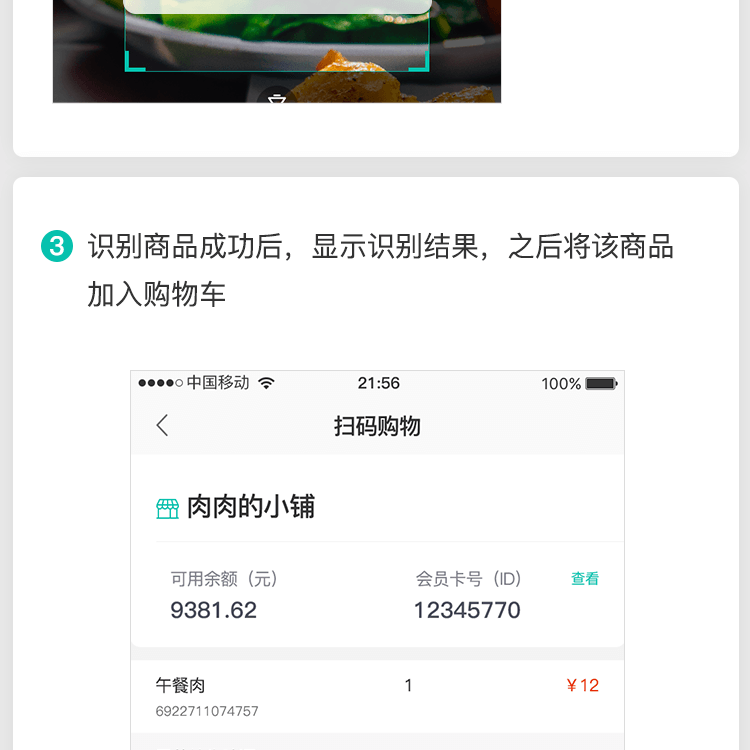 3 识别商品成功后，显示识别结果，之后将该商品
加入购物车
中国移动 21:56 100%
扫码购物
肉肉的小铺
可用余额（元） 会员卡号（ID） 查看
9381.62 12345770
午餐肉 1 ￥12
6922711074757